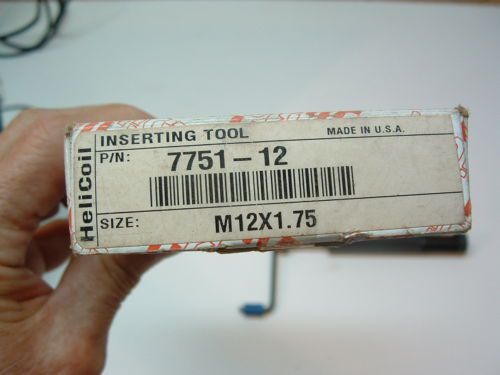 HeliCoil
INSERTING TOOL
MADE IN U.S.A.
P/N: 7751-12
SIZE: M12X1.75